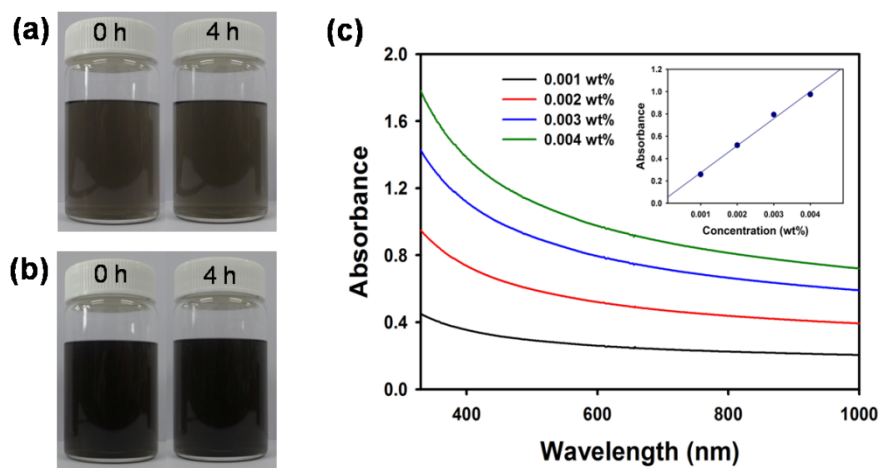 (a)
0 h 4 h
(b)
0 h 4 h
(c)
2.0
1.6
1.2
0.8
0.4
0.0
Absorbance
400 600 800 1000
Wavelength (nm)
0.001 wt%
0.002 wt%
0.003 wt%
0.004 wt%
1.2
1.0
0.8
0.6
0.4
0.2
0.0
Absorbance
0.001 0.002 0.003 0.004
Concentration (wt%)